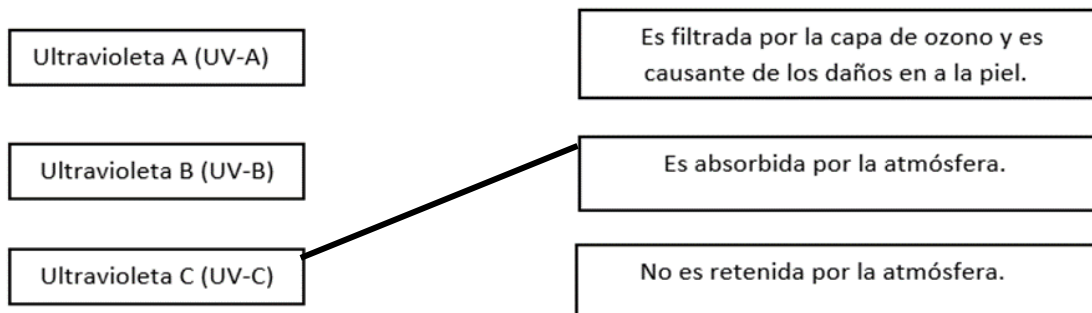 Ultravioleta A (UV-A)
Es filtrada por la capa de ozono y es
causante de los daños en a la piel.
Ultravioleta B (UV-B)
Es absorbida por la atmósfera.
Ultravioleta C (UV-C)
No es retenida por la atmósfera.